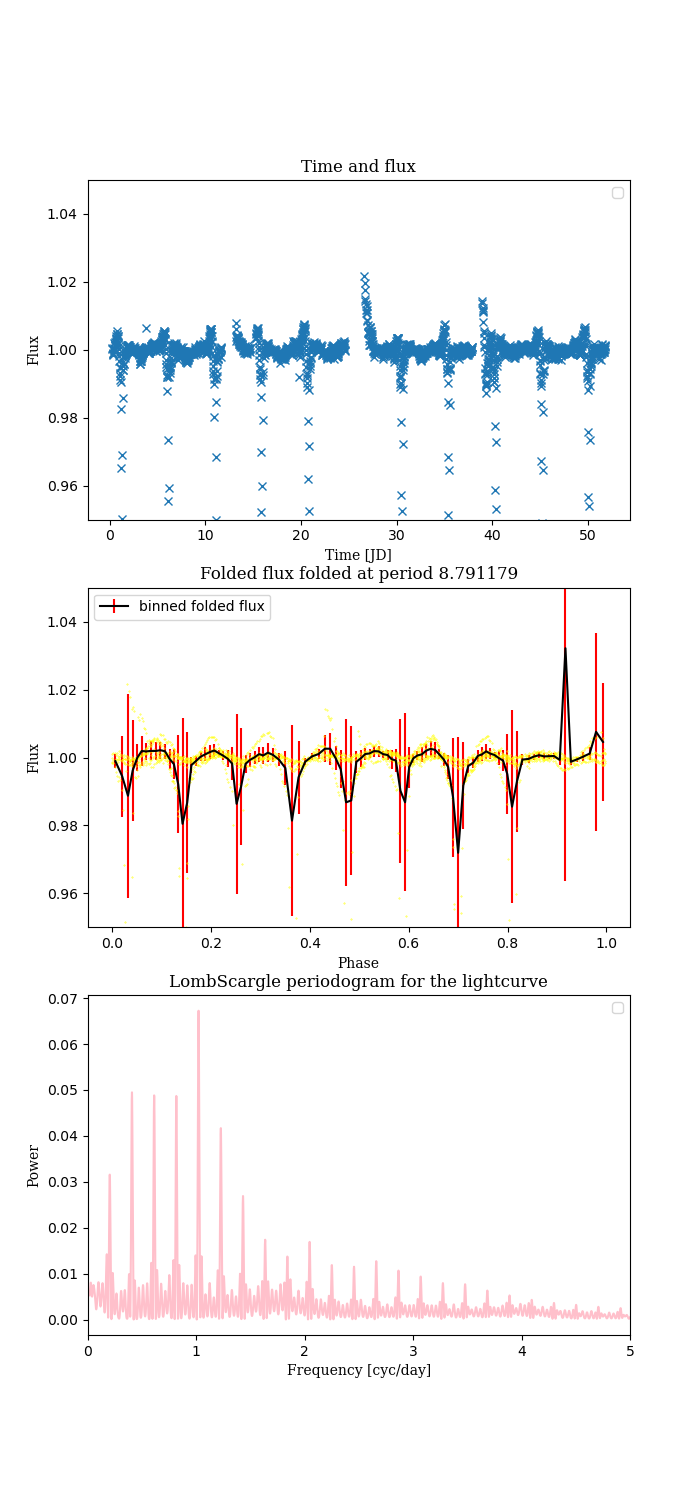 Time and flux
1.04
1.02
1.00
0.98
0.96
Flux
0 10 20 30 40 50
Time [JD]
Folded flux folded at period 8.791179
binned folded flux
1.04
1.02
1.00
0.98
0.96
Flux
0.0 0.2 0.4 0.6 0.8 1.0
Phase
LombScargle periodogram for the lightcurve
0.07
0.06
0.05
0.04
0.03
0.02
0.01
0.00
Power
0 1 2 3 4 5
Frequency [cyc/day]